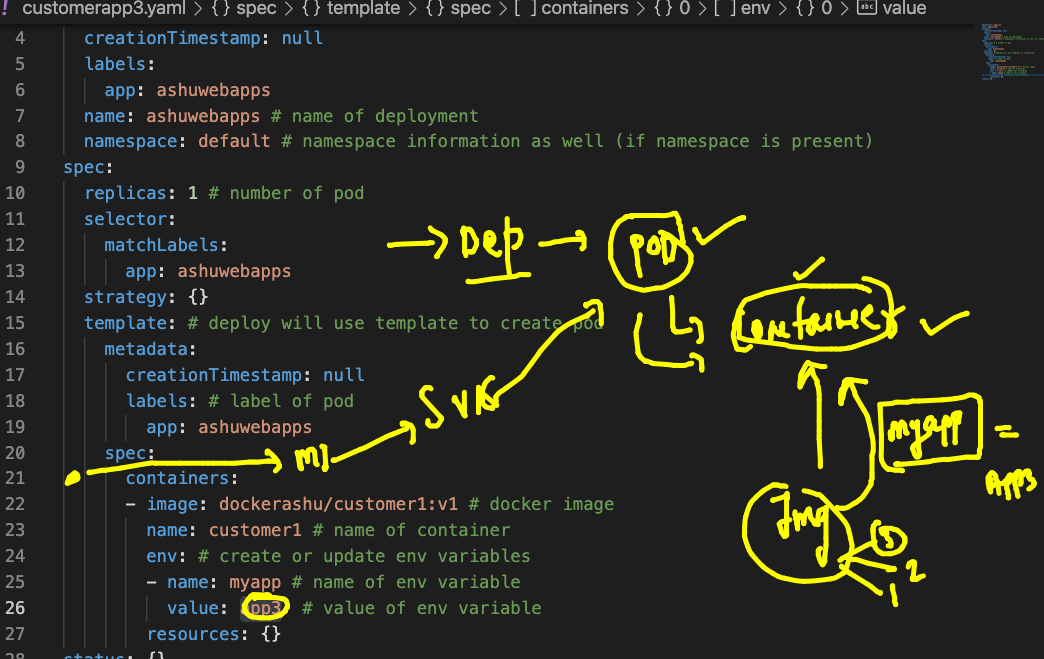 customerapp3.yaml > {} spec > {} template > {} spec > [ ] containers > {} 0 > [ ] env > {} 0 > abc value
4 creationTimestamp: null
5 labels:
6 app: ashuwebapps
7 name: ashuwebapps # name of deployment
8 namespace: default # namespace information as well (if namespace is present)
9 spec:
10 replicas: 1 # number of pod
11 selector:
12 matchLabels:
13 app: ashuwebapps
14 strategy: {}
15 template: # deploy will use template to create pod
16 metadata:
17 creationTimestamp: null
18 labels: # label of pod
19 app: ashuwebapps
20 spec:
21 containers:
22 - image: dockerashu/customer1:v1 # docker image
23 name: customer1 # name of container
24 env: # create or update env variables
25 - name: myapp # name of env variable
26 value: app3 # value of env variable
27 resources: {}
28 status: {}
Dep
POD
Container
myapp =
App3
Img
3
2
1